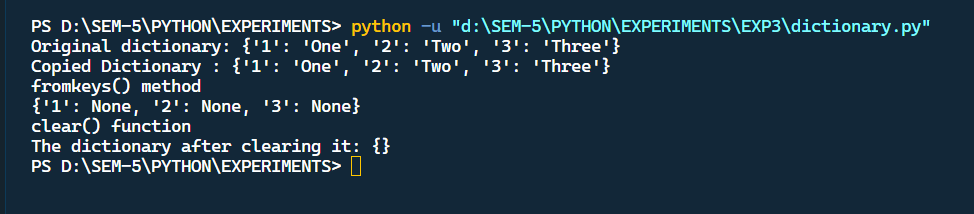 PS D:\SEM-5\PYTHON\EXPERIMENTS> python -u "d:\SEM-5\PYTHON\EXPERIMENTS\EXP3\dictionary.py"
Original dictionary: {'1': 'One', '2': 'Two', '3': 'Three'}
Copied Dictionary : {'1': 'One', '2': 'Two', '3': 'Three'}
fromkeys() method
{'1': None, '2': None, '3': None}
clear() function
The dictionary after clearing it: {}
PS D:\SEM-5\PYTHON\EXPERIMENTS>